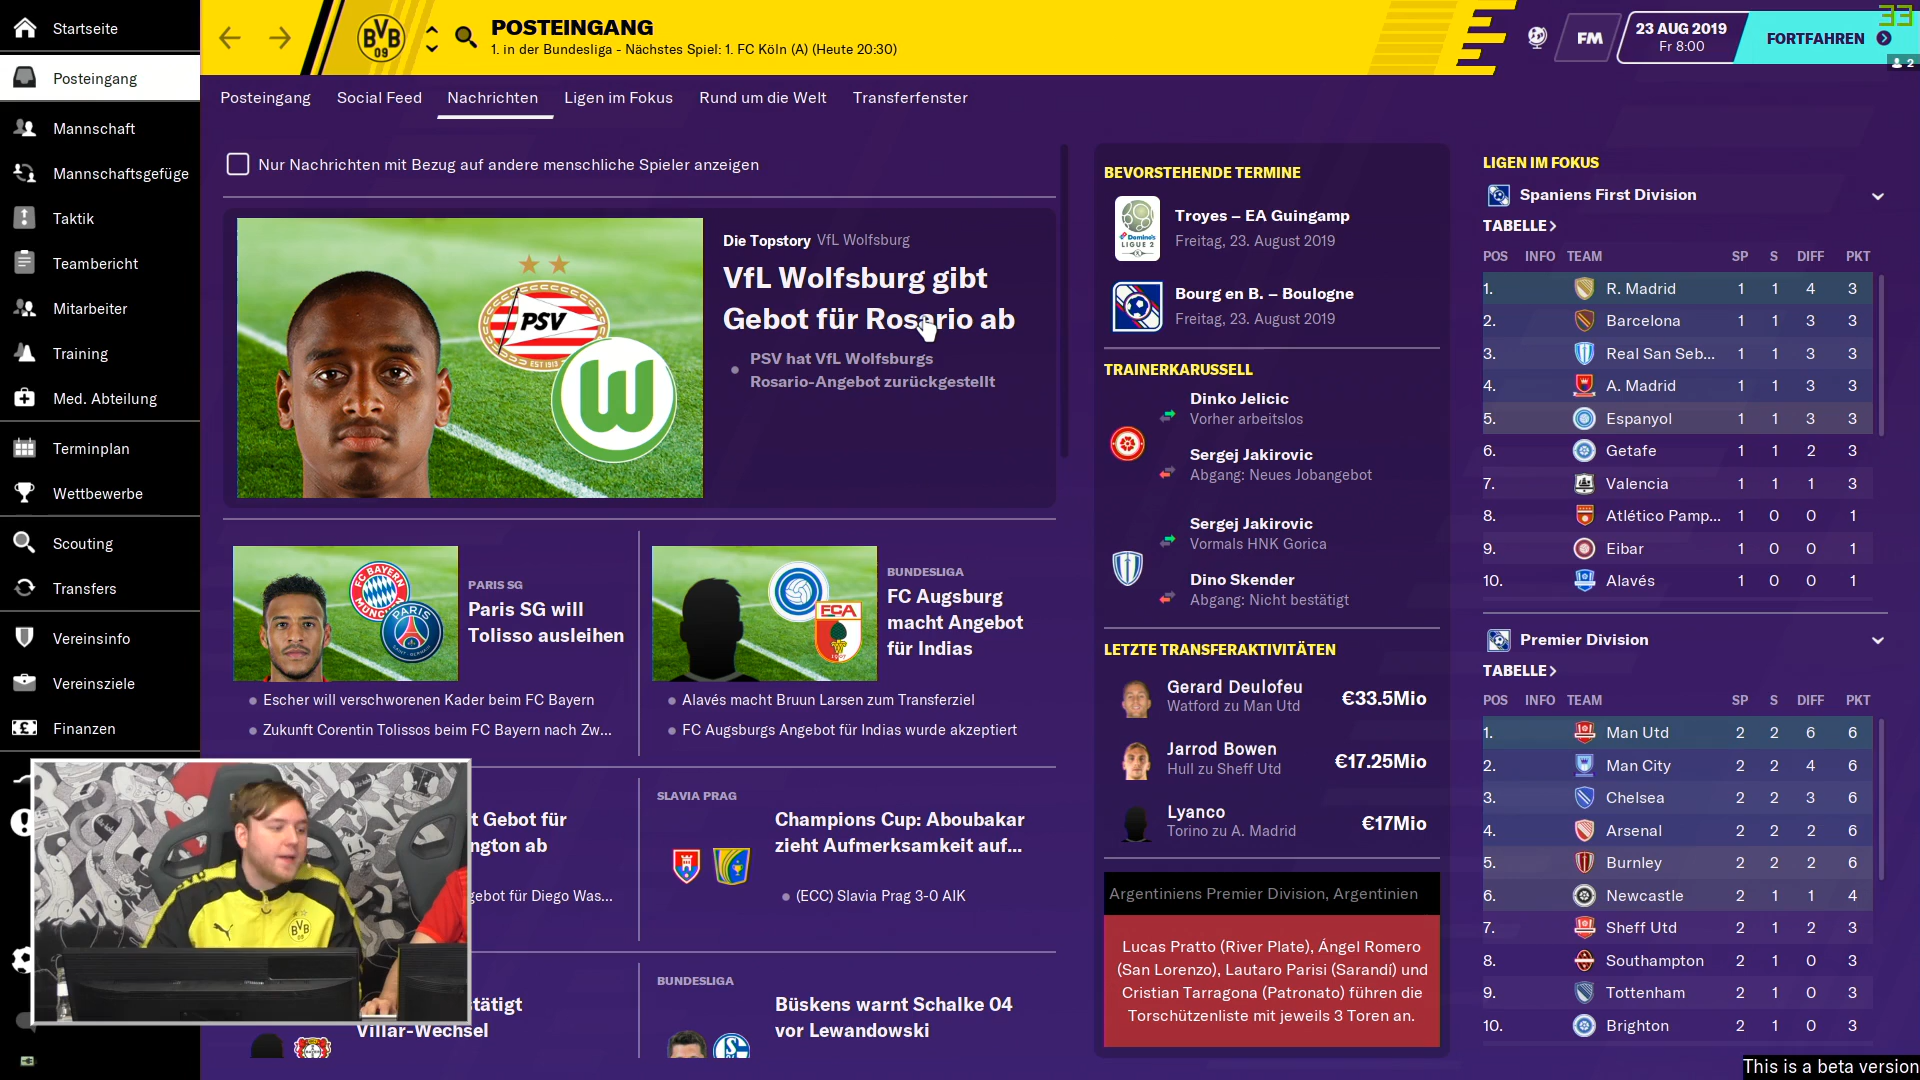 Startseite
Posteingang
Mannschaft
Mannschaftsgefüge
Taktik
Teambericht
Mitarbeiter
Training
Med. Abteilung
Terminplan
Wettbewerbe
Scouting
Transfers
Vereinsinfo
Vereinsziele
Finanzen
BVB
09
POSTEINGANG
1. in der Bundesliga - Nächstes Spiel: 1. FC Köln (A) (Heute 20:30)
FM
23 AUG 2019
Fr 8:00
FORTFAHREN
33
2
Posteingang Social Feed Nachrichten Ligen im Fokus Rund um die Welt Transferfenster
Nur Nachrichten mit Bezug auf andere menschliche Spieler anzeigen
PSV
EST 1913
W
Die Topstory VfL Wolfsburg
VfL Wolfsburg gibt
Gebot für Rosario ab
PSV hat VfL Wolfsburgs
Rosario-Angebot zurückgestellt
FC BAYERN
MÜNCHEN
PARIS
PARIS SG
Paris SG will
Tolisso ausleihen
Escher will verschworenen Kader beim FC Bayern
Zukunft Corentin Tolissos beim FC Bayern nach Zw...
FCA
1907
BUNDESLIGA
FC Augsburg
macht Angebot
für Indias
Alavés macht Bruun Larsen zum Transferziel
FC Augsburgs Angebot für Indias wurde akzeptiert
t Gebot für
ngton ab
gebot für Diego Was...
SLAVIA PRAG
Champions Cup: Aboubakar
zieht Aufmerksamkeit auf...
(ECC) Slavia Prag 3-0 AIK
stätigt
Villar-Wechsel
BUNDESLIGA
Büskens warnt Schalke 04
vor Lewandowski
BVB
BEVORSTEHENDE TERMINE
Domino's
LIGUE 2
Troyes – EA Guingamp
Freitag, 23. August 2019
Bourg en B. – Boulogne
Freitag, 23. August 2019
TRAINERKARUSSELL
Dinko Jelicic
Vorher arbeitslos
Sergej Jakirovic
Abgang: Neues Jobangebot
Sergej Jakirovic
Vormals HNK Gorica
Dino Skender
Abgang: Nicht bestätigt
LETZTE TRANSFERAKTIVITÄTEN
Gerard Deulofeu
Watford zu Man Utd
€33.5Mio
Jarrod Bowen
Hull zu Sheff Utd
€17.25Mio
Lyanco
Torino zu A. Madrid
€17Mio
Argentiniens Premier Division, Argentinien
Lucas Pratto (River Plate), Ángel Romero
(San Lorenzo), Lautaro Parisi (Sarandí) und
Cristian Tarragona (Patronato) führen die
Torschützenliste mit jeweils 3 Toren an.
LIGEN IM FOKUS
Spaniens First Division
TABELLE
POS INFO TEAM SP S DIFF PKT
1. R. Madrid 1 1 4 3
2. Barcelona 1 1 3 3
3. Real San Seb... 1 1 3 3
4. A. Madrid 1 1 3 3
5. Espanyol 1 1 3 3
6. Getafe 1 1 2 3
7. Valencia 1 1 1 3
8. Atlético Pamp... 1 0 0 1
9. Eibar 1 0 0 1
10. Alavés 1 0 0 1
Premier Division
TABELLE
POS INFO TEAM SP S DIFF PKT
1. Man Utd 2 2 6 6
2. Man City 2 2 4 6
3. Chelsea 2 2 3 6
4. Arsenal 2 2 2 6
5. Burnley 2 2 2 6
6. Newcastle 2 1 1 4
7. Sheff Utd 2 1 2 3
8. Southampton 2 1 0 3
9. Tottenham 2 1 0 3
10. Brighton 2 1 0 3
This is a beta version